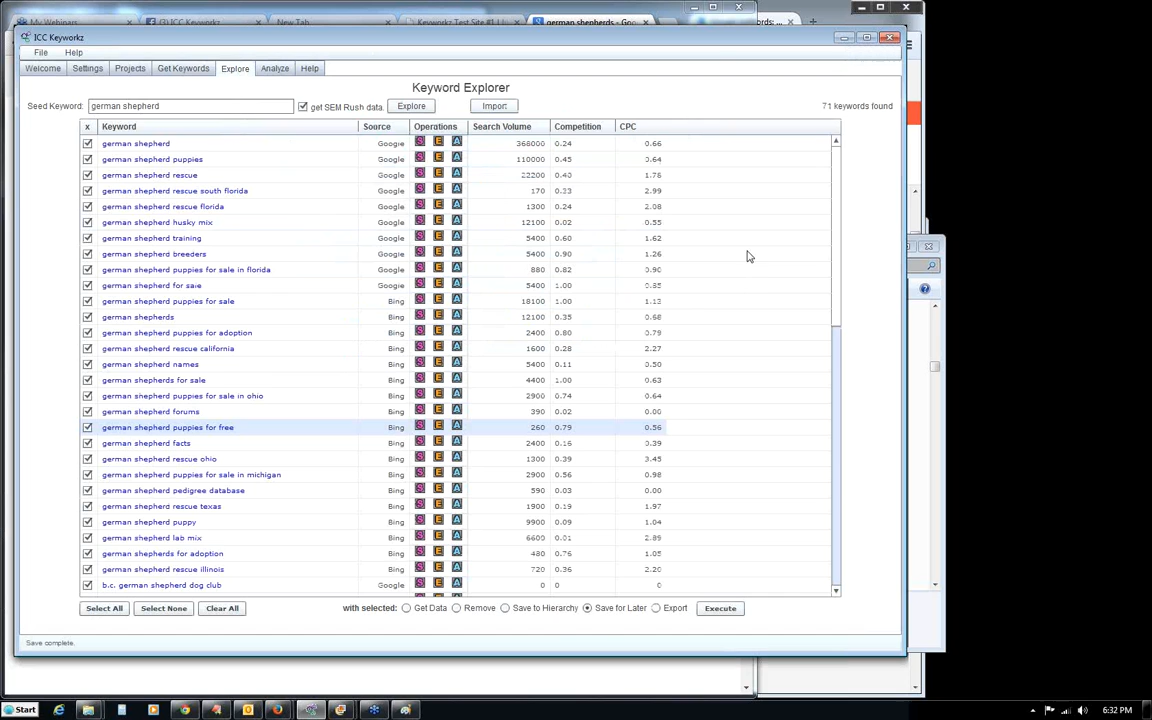 My Webinars
(3) ICC Keyworkz
New Tab
Keyworkz Test Site #1 |
german shepherds - Goo
ICC Keyworkz
File Help
Welcome Settings Projects Get Keywords Explore Analyze Help
Keyword Explorer
Seed Keyword: german shepherd get SEM Rush data. Explore Import 71 keywords found
x Keyword Source Operations Search Volume Competition CPC
german shepherd Google S E A 368000 0.24 0.66
german shepherd puppies Google S E A 110000 0.45 0.64
german shepherd rescue Google S E A 22200 0.40 1.76
german shepherd rescue south florida Google S E A 170 0.33 2.99
german shepherd rescue florida Google S E A 1300 0.24 2.08
german shepherd husky mix Google S E A 12100 0.02 0.55
german shepherd training Google S E A 5400 0.60 1.62
german shepherd breeders Google S E A 5400 0.90 1.26
german shepherd puppies for sale in florida Google S E A 880 0.82 0.90
german shepherd for sale Google S E A 5400 1.00 0.85
german shepherd puppies for sale Bing S E A 18100 1.00 1.13
german shepherds Bing S E A 12100 0.35 0.68
german shepherd puppies for adoption Bing S E A 2400 0.80 0.79
german shepherd rescue california Bing S E A 1600 0.28 2.27
german shepherd names Bing S E A 5400 0.11 0.50
german shepherds for sale Bing S E A 4400 1.00 0.63
german shepherd puppies for sale in ohio Bing S E A 2900 0.74 0.64
german shepherd forums Bing S E A 390 0.02 0.00
german shepherd puppies for free Bing S E A 260 0.79 0.56
german shepherd facts Bing S E A 2400 0.16 0.39
german shepherd rescue ohio Bing S E A 1300 0.39 3.45
german shepherd puppies for sale in michigan Bing S E A 2900 0.56 0.98
german shepherd pedigree database Bing S E A 590 0.03 0.00
german shepherd rescue texas Bing S E A 1900 0.19 1.97
german shepherd puppy Bing S E A 9900 0.09 1.04
german shepherd lab mix Bing S E A 6600 0.01 2.89
german shepherds for adoption Bing S E A 480 0.76 1.05
german shepherd rescue illinois Bing S E A 720 0.36 2.20
b.c. german shepherd dog club Google S E A 0 0 0
Select All Select None Clear All with selected: Get Data Remove Save to Hierarchy Save for Later Export Execute
Save complete.
Start 6:32 PM